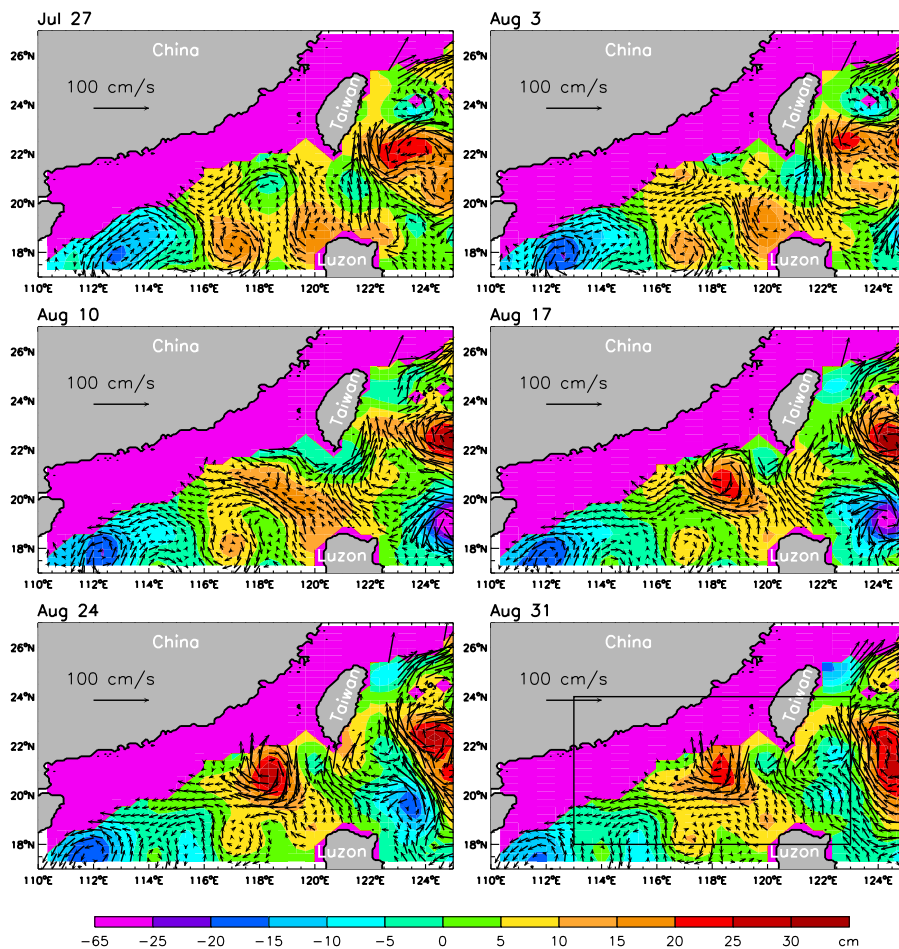 Jul 27 Aug 3
China China
26°N 26°
100 cm/s 100 cm/s
24°N 24°N
Taiwan Taiwan
22°N 22°N
20°N 20°N
18°N 18°N
Luzon Luzon
110°E 112°E 114°E 116°E 118°E 120°E 122°E 124°E 110°E 112°E 114°E 116°E 118°E 120°E 122°E 124°E
Aug 10 Aug 17
China China
26°N 26°N
100 cm/s 100 cm/s
24°N 24°N
Taiwan Taiwan
22°N 22°N
20°N 20°N
18°N 18°N
Luzon Luzon
110°E 112°E 114°E 116°E 118°E 120°E 122°E 124°E 110°E 112°E 114°E 116°E 118°E 120°E 122°E 124°E
Aug 24 Aug 31
China China
26°N 26°N
100 cm/s 100 cm/s
24°N 24°N
Taiwan Taiwan
22°N 22°N
20°N 20°N
18°N 18°N
Luzon Luzon
110°E 112°E 114°E 116°E 118°E 120°E 122°E 124°E 110°E 112°E 114°E 116°E 118°E 120°E 122°E 124°E
-65 -25 -20 -15 -10 -5 0 5 10 15 20 25 30 cm